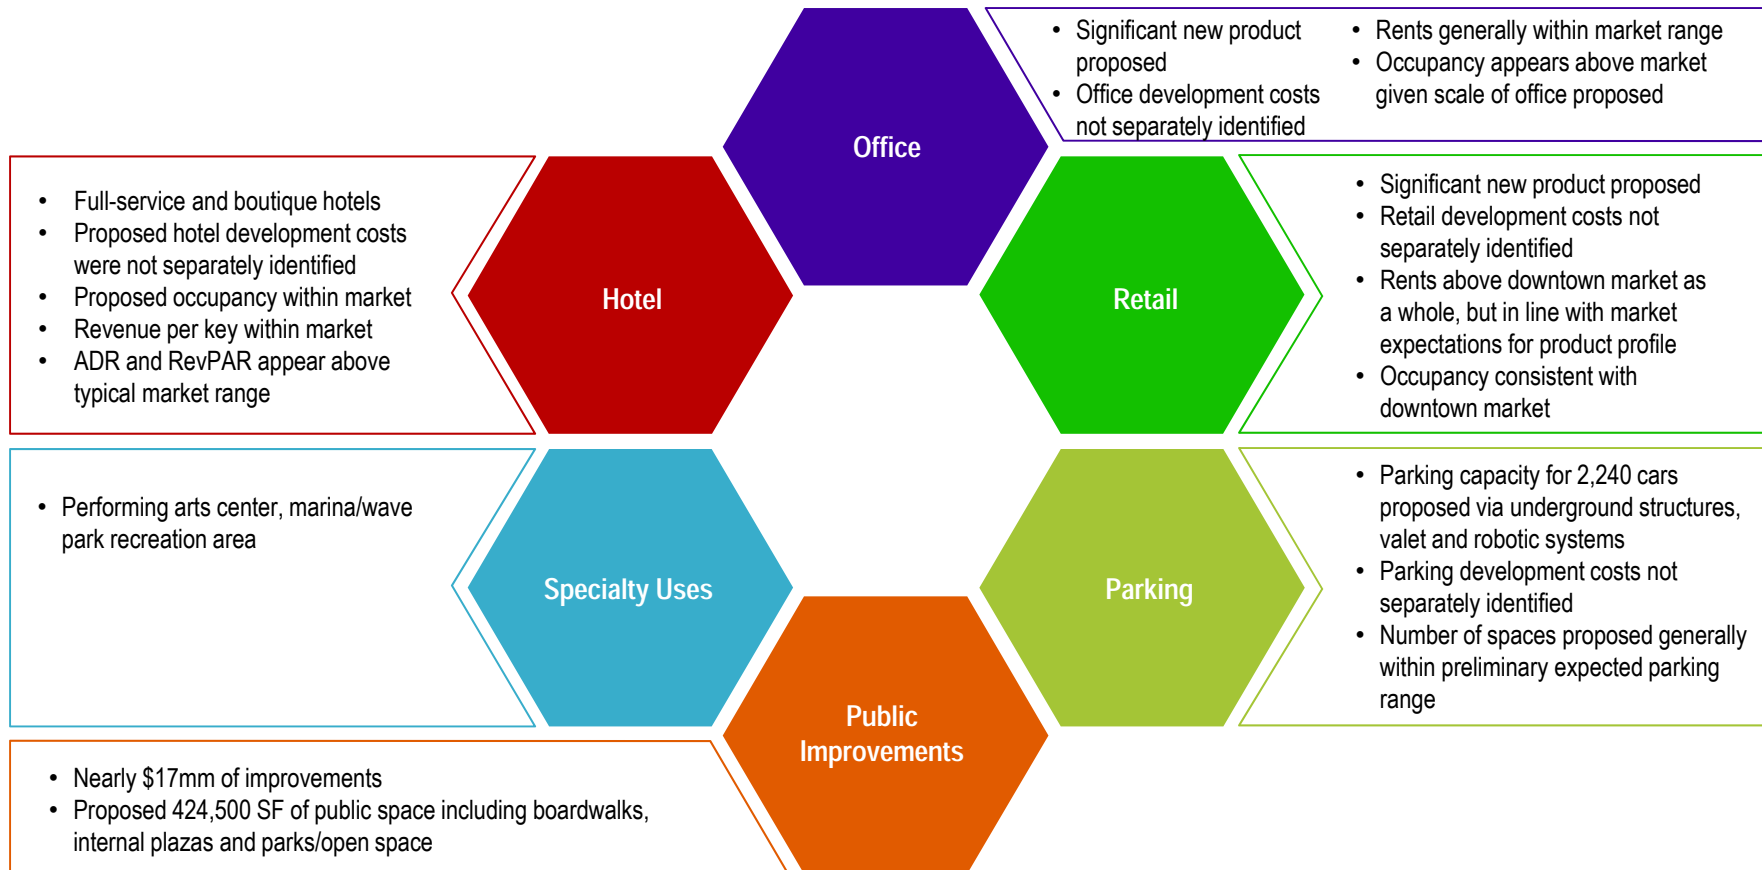 • Significant new product
proposed
• Office development costs
not separately identified
• Rents generally within market range
• Occupancy appears above market
given scale of office proposed
Office
• Full-service and boutique hotels
• Proposed hotel development costs
were not separately identified
• Proposed occupancy within market
• Revenue per key within market
• ADR and RevPAR appear above
typical market range
Hotel
Retail
• Significant new product proposed
• Retail development costs not
separately identified
• Rents above downtown market as
a whole, but in line with market
expectations for product profile
• Occupancy consistent with
downtown market
• Performing arts center, marina/wave
park recreation area
Specialty Uses
Parking
• Parking capacity for 2,240 cars
proposed via underground structures,
valet and robotic systems
• Parking development costs not
separately identified
• Number of spaces proposed generally
within preliminary expected parking
range
Public
Improvements
• Nearly $17mm of improvements
• Proposed 424,500 SF of public space including boardwalks,
internal plazas and parks/open space